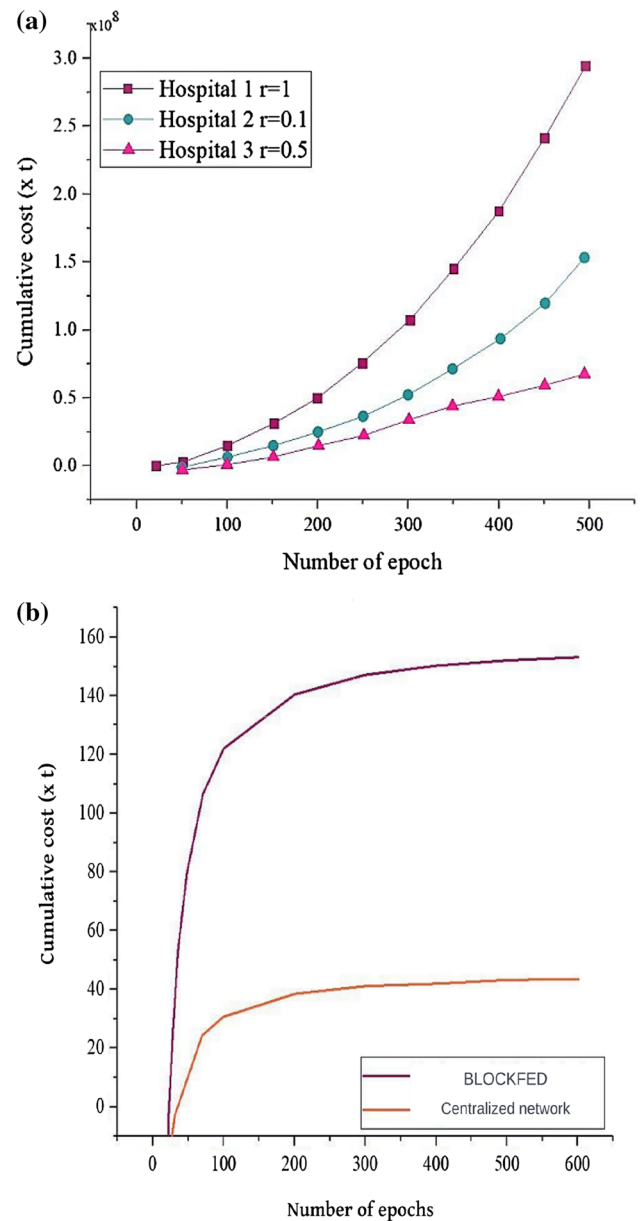 (a)
×10⁸
3.0
2.5
2.0
1.5
1.0
0.5
0.0
Cumulative cost (x t)
Hospital 1 r=1
Hospital 2 r=0.1
Hospital 3 r=0.5
0 100 200 300 400 500
Number of epoch
(b)
160
140
120
100
80
60
40
20
0
Cumulative cost (x t)
BLOCKFED
Centralized network
0 100 200 300 400 500 600
Number of epochs